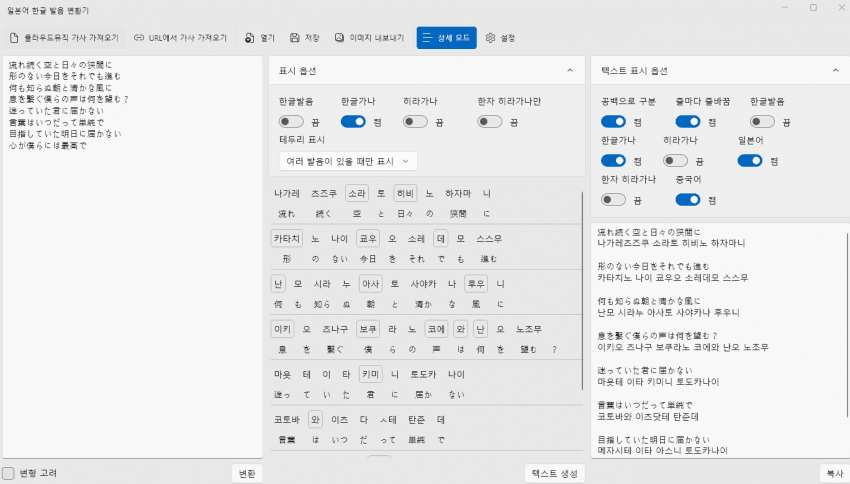 일본어 한글 발음 변환기
클라우드뮤직 가사 가져오기
URL에서 가사 가져오기
열기
저장
이미지 내보내기
상세 모드
설정
流れ続く空と日々の狭間に
形のない今日をそれでも進む
何も知らぬ朝と清かな風に
息を繋ぐ僕らの声は何を望む?
迷っていた君に届かない
言葉はいつだって単純で
目指していた明日に届かない
心が僕らには最高で
변형 고려
변환
표시 옵션
한글발음 한글가나 히라가나 한자 히라가나만
끔 켬 끔 끔
테두리 표시
여러 발음이 있을 때만 표시
나가레 츠즈쿠 소라 토 히비 노 하자마 니
流れ 続く 空 と 日々 の 狭間 に
카타치 노 나이 쿄우 오 소레 데 모 스스무
形 の ない 今日 を それ で も 進む
난 모 시라 누 아사 토 사야카 나 후우 니
何 も 知ら ぬ 朝 と 清か な 風 に
이키 오 츠나구 보쿠 라 노 코에 와 난 오 노조무
息 を 繋ぐ 僕 ら の 声 は 何 を 望む ?
마욧 테 이 타 키미 니 토도카 나이
迷っ て い た 君 に 届か ない
코토바 와 이츠 다 ㅅ테 탄준 데
言葉 は いつ だ って 単純 で
텍스트 생성
텍스트 표시 옵션
공백으로 구분 줄마다 줄바꿈 한글발음
켬 켬 끔
한글가나 히라가나 일본어
켬 끔 켬
한자 히라가나 중국어
끔 켬
流れ続く空と日々の狭間に
나가레즈즈쿠 소라토 히비노 하자마니
形のない今日をそれでも進む
카타치노 나이 쿄우오 소레데모 스스무
何も知らぬ朝と清かな風に
난모 시라누 아사토 사야카나 후우니
息を繋ぐ僕らの声は何を望む?
이키오 츠나구 보쿠라노 코에와 난오 노조무
迷っていた君に届かない
마욧테 이타 키미니 토도카나이
言葉はいつだって単純で
코토바와 이츠닷테 탄준데
目指していた明日に届かない
메자시테 이타 아스니 토도카나이
복사